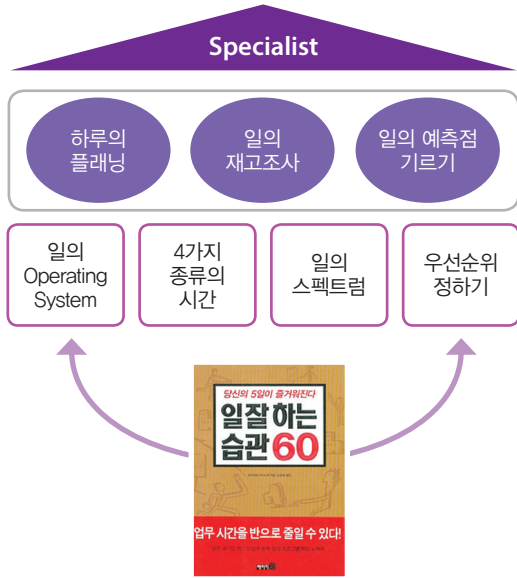 Specialist
하루의
플래닝
일의
재고조사
일의 예측점
기르기
일의
Operating
System
4가지
종류의
시간
일의
스펙트럼
우선순위
정하기
당신의 5일이 즐거워진다
일잘하는
습관60
업무 시간을 반으로 줄일 수 있다!